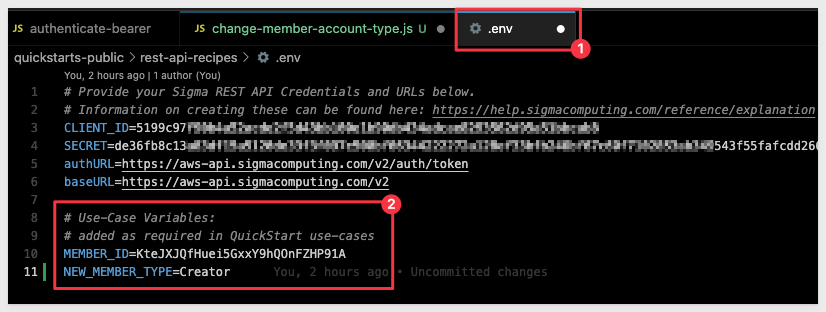 JS authenticate-bearer
JS change-member-account-type.js U
.env
1
quickstarts-public > rest-api-recipes > .env
You, 2 hours ago | 1 author (You)
1 # Provide your Sigma REST API Credentials and URLs below.
2 # Information on creating these can be found here: https://help.sigmacomputing.com/reference/explanation
3 CLIENT_ID=5199c97
4 SECRET=de36fb8c13 543f55fafcdd266
5 authURL=https://aws-api.sigmacomputing.com/v2/auth/token
6 baseURL=https://aws-api.sigmacomputing.com/v2
7
2
8 # Use-Case Variables:
9 # added as required in QuickStart use-cases
10 MEMBER_ID=KteJXJQfHuei5GxxY9hQOnFZHP91A
11 NEW_MEMBER_TYPE=Creator You, 2 hours ago • Uncommitted changes